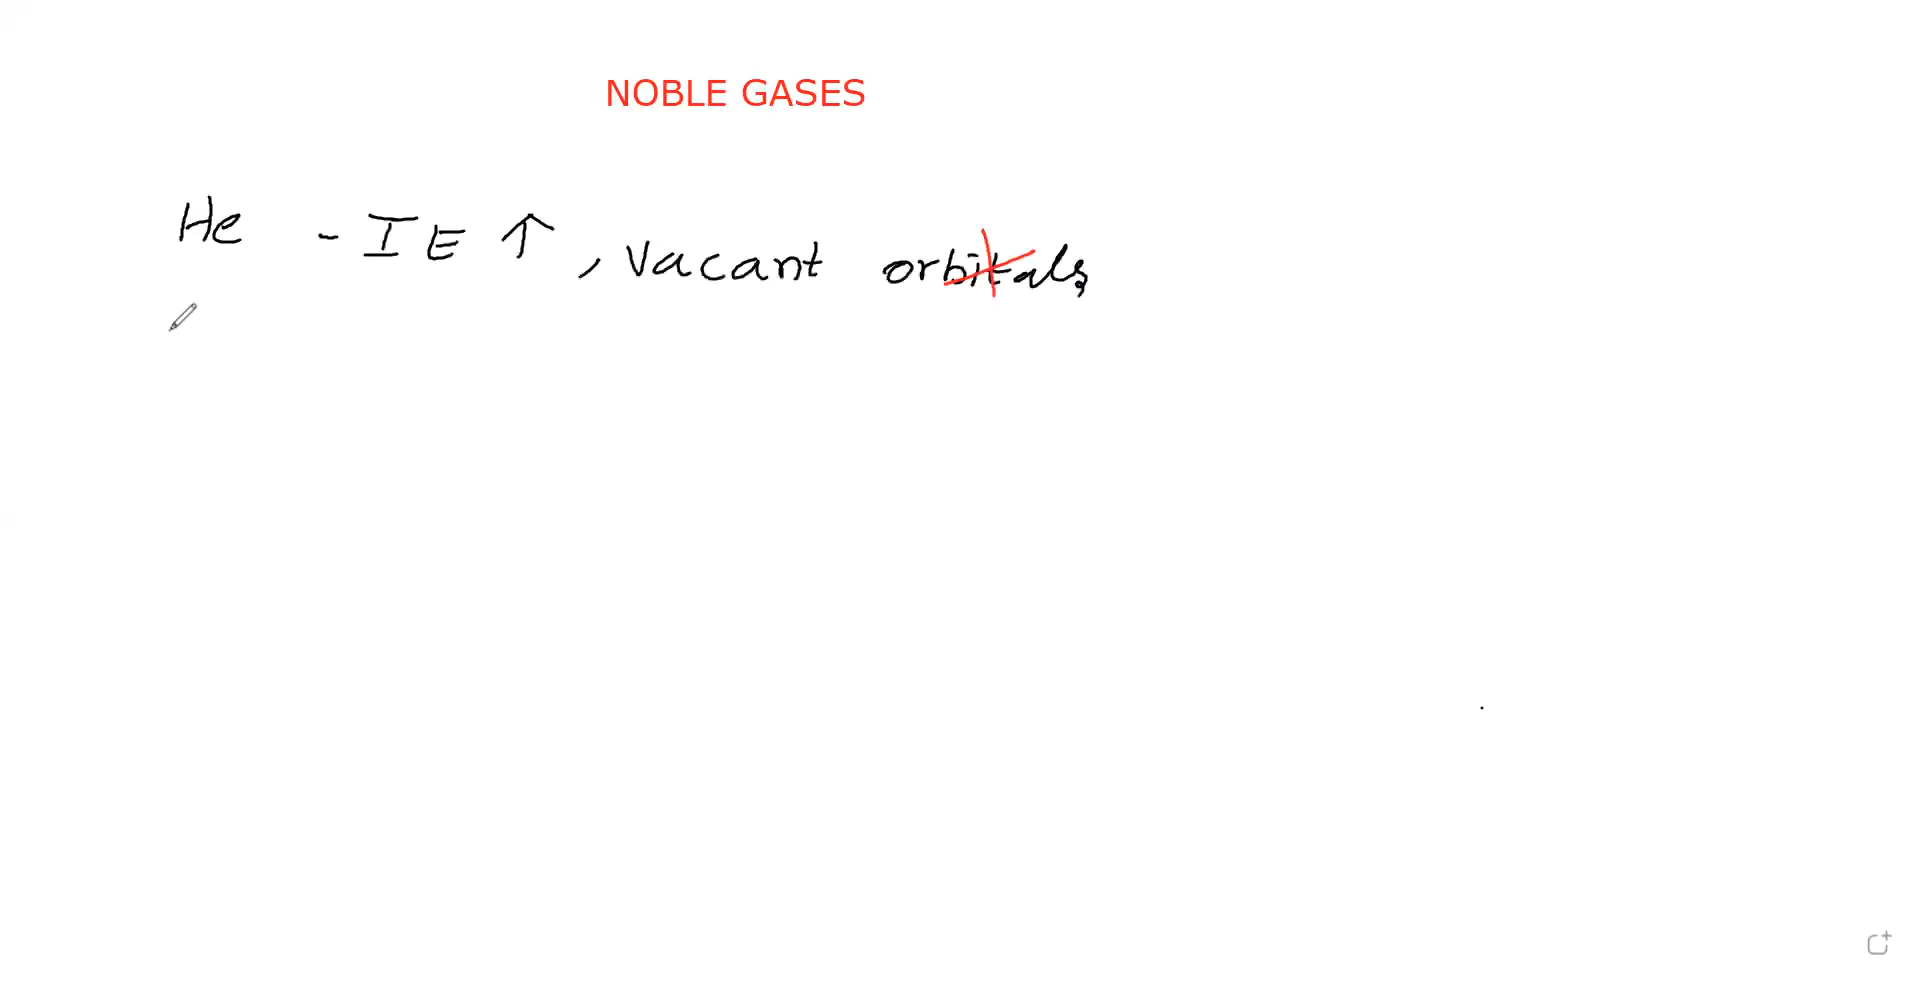 NOBLE GASES
He - IE ↑ , vacant orbitals